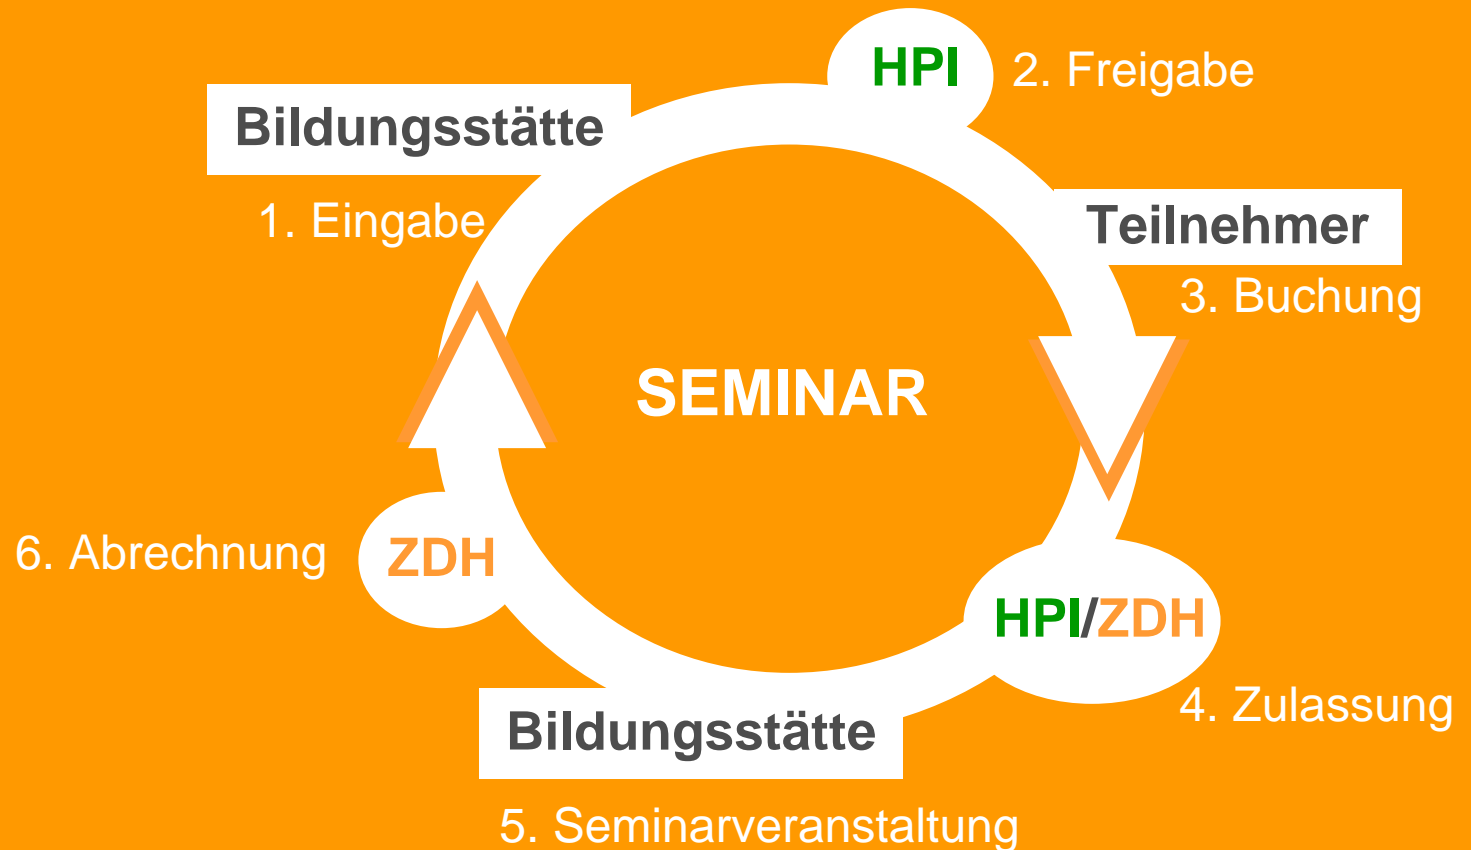 HPI
2. Freigabe
Bildungsstätte
1. Eingabe
Teilnehmer
3. Buchung
SEMINAR
6. Abrechnung
ZDH
HPI/ZDH
4. Zulassung
Bildungsstätte
5. Seminarveranstaltung